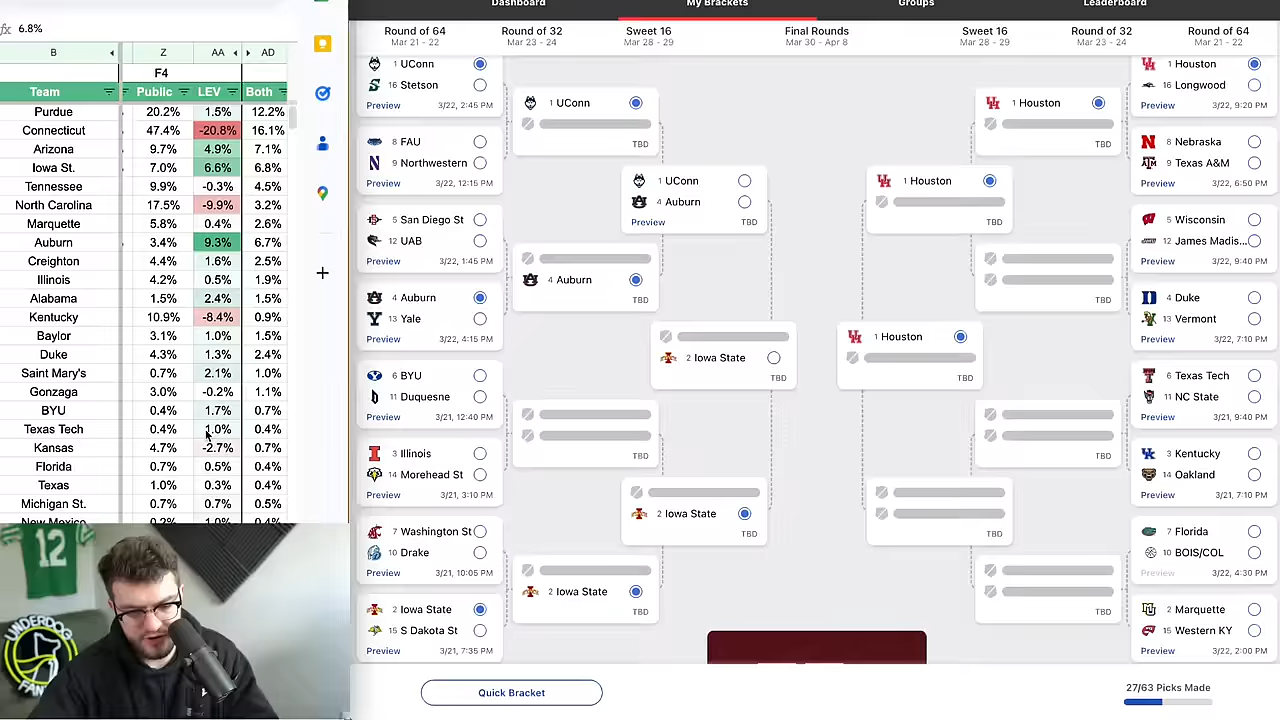 Dashboard
My Brackets
Groups
Leaderboard
fx 6.8%
B Z AA AD
F4
Team Public LEV Both
Purdue 20.2% 1.5% 12.2%
Connecticut 47.4% -20.8% 16.1%
Arizona 9.7% 4.9% 7.1%
Iowa St. 7.0% 6.6% 6.8%
Tennessee 9.9% -0.3% 4.5%
North Carolina 17.5% -9.9% 3.2%
Marquette 5.8% 0.4% 2.6%
Auburn 3.4% 9.3% 6.7%
Creighton 4.4% 1.6% 2.5%
Illinois 4.2% 0.5% 1.9%
Alabama 1.5% 2.4% 1.5%
Kentucky 10.9% -8.4% 0.9%
Baylor 3.1% 1.0% 1.5%
Duke 4.3% 1.3% 2.4%
Saint Mary's 0.7% 2.1% 1.0%
Gonzaga 3.0% -0.2% 1.1%
BYU 0.4% 1.7% 0.7%
Texas Tech 0.4% 1.0% 0.4%
Kansas 4.7% -2.7% 0.7%
Florida 0.7% 0.5% 0.4%
Texas 1.0% 0.3% 0.4%
Michigan St. 0.7% 0.7% 0.5%
New Mexico 0.2% 1.0% 0.4%
12
UNDERDOG
FAN
Round of 64
Mar 21 - 22
Round of 32
Mar 23 - 24
Sweet 16
Mar 28 - 29
Final Rounds
Mar 30 - Apr 8
Sweet 16
Mar 28 - 29
Round of 32
Mar 23 - 24
Round of 64
Mar 21 - 22
1 UConn
16 Stetson
Preview 3/22, 2:45 PM
8 FAU
9 Northwestern
Preview 3/22, 12:15 PM
5 San Diego St
12 UAB
Preview 3/22, 1:45 PM
4 Auburn
13 Yale
Preview 3/22, 4:15 PM
6 BYU
11 Duquesne
Preview 3/21, 12:40 PM
3 Illinois
14 Morehead St
Preview 3/21, 3:10 PM
7 Washington St
10 Drake
Preview 3/21, 10:05 PM
2 Iowa State
15 S Dakota St
Preview 3/21, 7:35 PM
1 UConn
TBD
4 Auburn
TBD
TBD
2 Iowa State
TBD
1 UConn
4 Auburn
Preview TBD
2 Iowa State
TBD
2 Iowa State
TBD
1 Houston
TBD
1 Houston
TBD
TBD
1 Houston
TBD
TBD
TBD
TBD
1 Houston
16 Longwood
Preview 3/22, 9:20 PM
8 Nebraska
9 Texas A&M
Preview 3/22, 6:50 PM
5 Wisconsin
12 James Madis...
Preview 3/22, 9:40 PM
4 Duke
13 Vermont
Preview 3/22, 7:10 PM
6 Texas Tech
11 NC State
Preview 3/21, 9:40 PM
3 Kentucky
14 Oakland
Preview 3/21, 7:10 PM
7 Florida
10 BOIS/COL
Preview 3/22, 4:30 PM
2 Marquette
15 Western KY
Preview 3/22, 2:00 PM
Quick Bracket
27/63 Picks Made